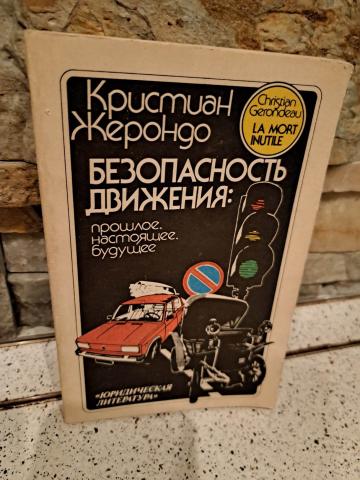 Кристиан
Жерондо
Christian
Gerondeau
LA MORT
INUTILE
БЕЗОПАСНОСТЬ
ДВИЖЕНИЯ:
прошлое,
настоящее,
будущее
«ЮРИДИЧЕСКАЯ
ЛИТЕРАТУРА»